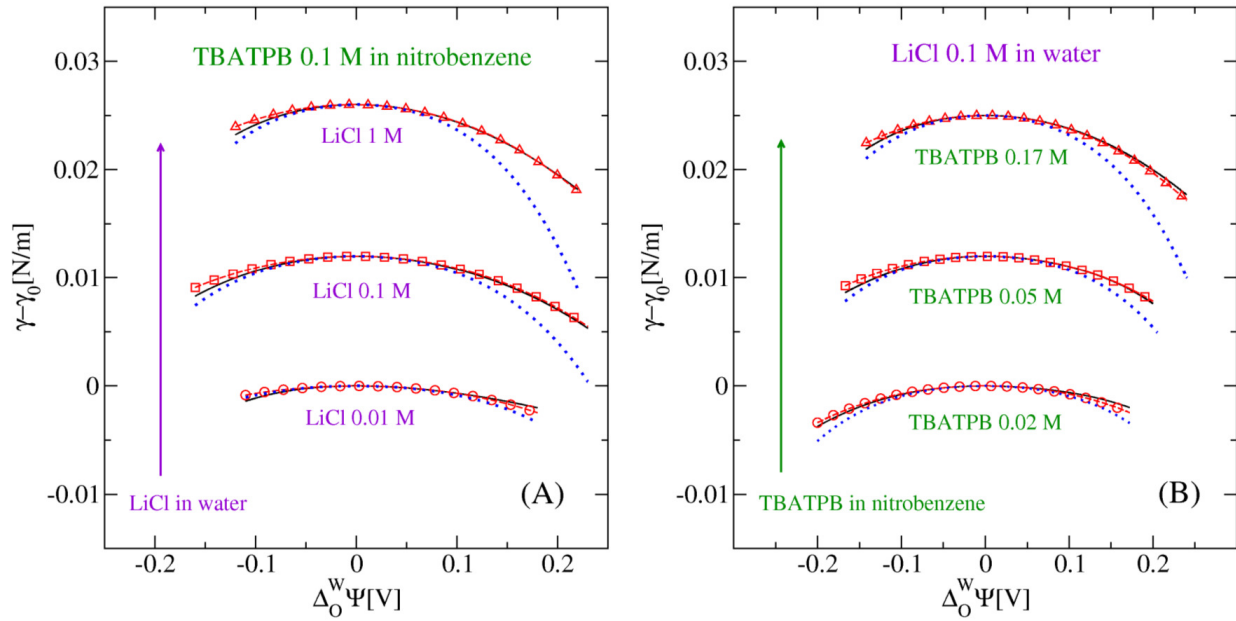 TBATPB 0.1 M in nitrobenzene
0.03
LiCl 1 M
0.02
γ−γ₀[N/m]
0.01
LiCl 0.1 M
0
LiCl 0.01 M
-0.01
LiCl in water
(A)
-0.2 -0.1 0 0.1 0.2
Δ_O^W Ψ[V]
LiCl 0.1 M in water
0.03
TBATPB 0.17 M
0.02
γ−γ₀[N/m]
0.01
TBATPB 0.05 M
0
TBATPB 0.02 M
-0.01
TBATPB in nitrobenzene
(B)
-0.2 -0.1 0 0.1 0.2
Δ_O^W Ψ[V]